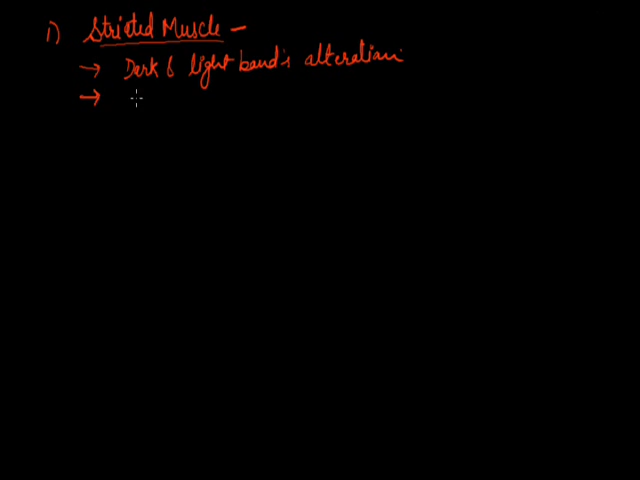 1) Striated Muscle –
→ Dark & light band's alteration
→